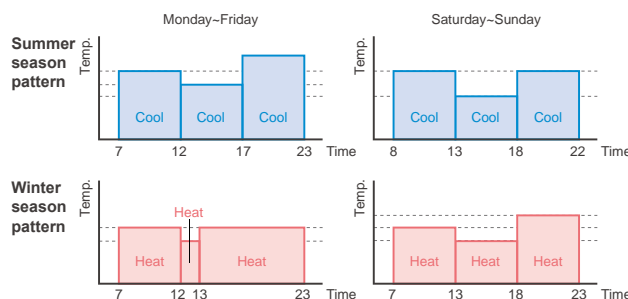 Monday~Friday
Saturday~Sunday
Summer
season
pattern
Temp.
Cool
Cool
Cool
7
12
17
23
Time
Temp.
Cool
Cool
Cool
8
13
18
22
Time
Winter
season
pattern
Temp.
Heat
Heat
Heat
7
12
13
23
Time
Temp.
Heat
Heat
Heat
8
13
18
23
Time